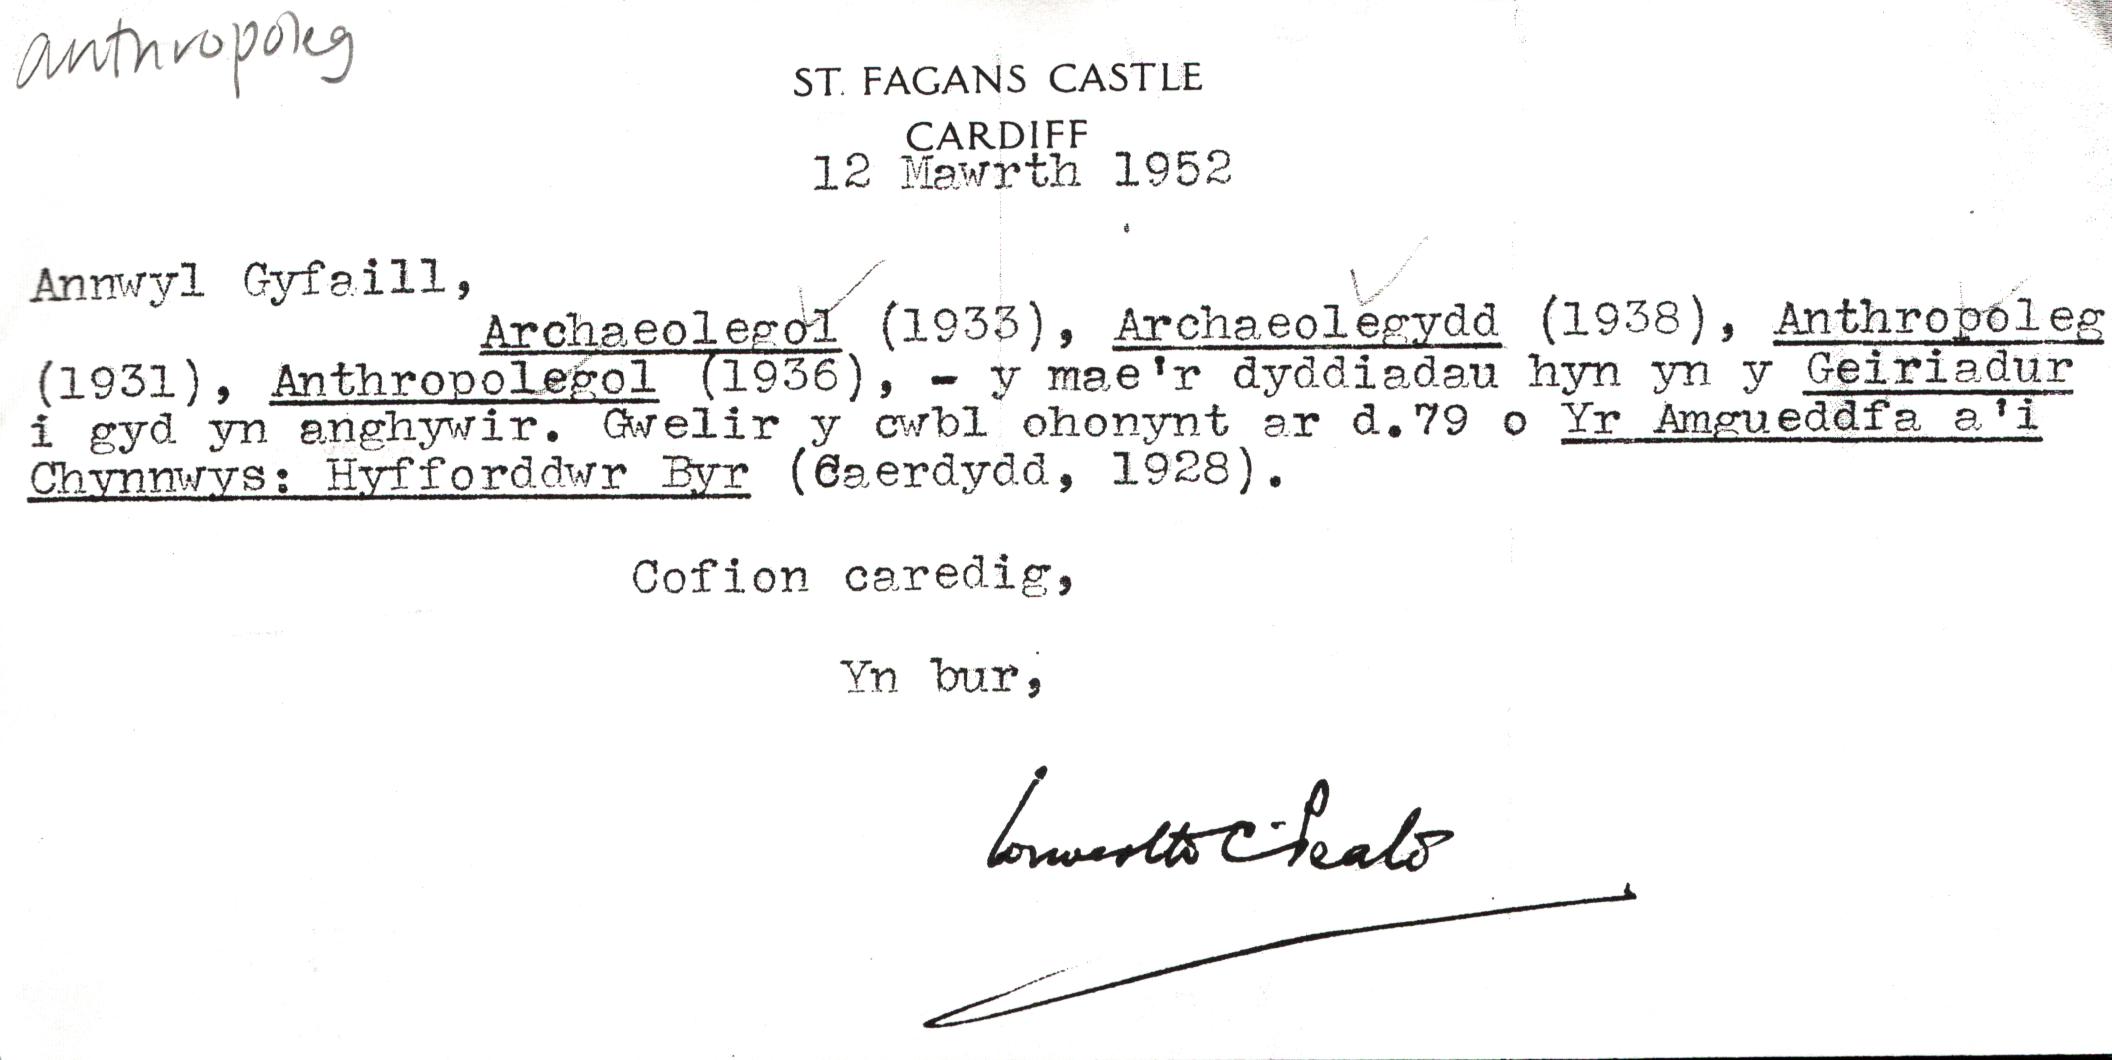 anthropoleg
ST. FAGANS CASTLE
CARDIFF
12 Mawrth 1952
Annwyl Gyfaill,
Archaeolegol (1933), Archaeolegydd (1938), Anthropoleg
(1931), Anthropolegol (1936), - y mae'r dyddiadau hyn yn y Geiriadur
i gyd yn anghywir. Gwelir y cwbl ohonynt ar d.79 o Yr Amgueddfa a'i
Chynnwys: Hyfforddwr Byr (Caerdydd, 1928).
Cofion caredig,
Yn bur,
Iorwerth C. Peate